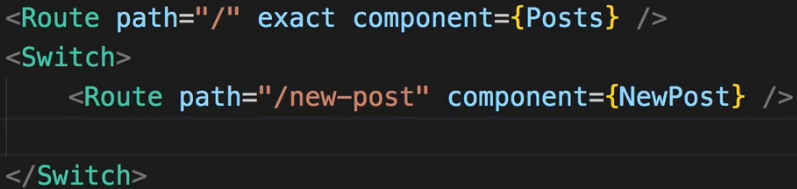 <Route path="/" exact component={Posts} />
<Switch>
    <Route path="/new-post" component={NewPost} />
</Switch>